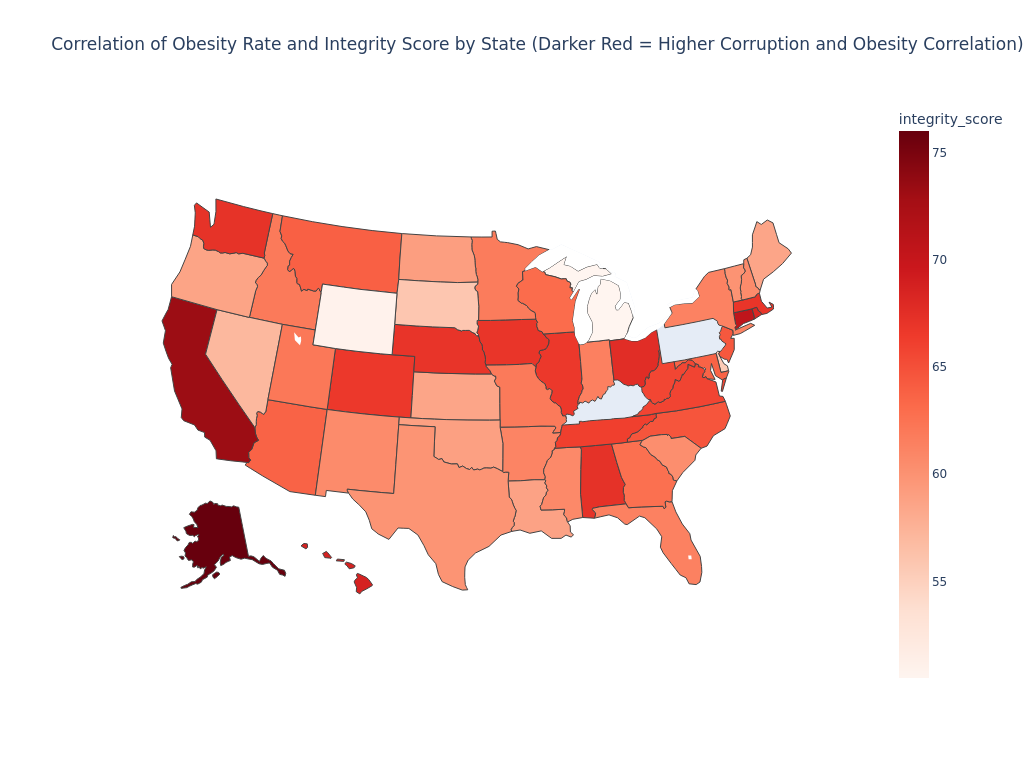 Correlation of Obesity Rate and Integrity Score by State (Darker Red = Higher Corruption and Obesity Correlation)
integrity_score
75
70
65
60
55